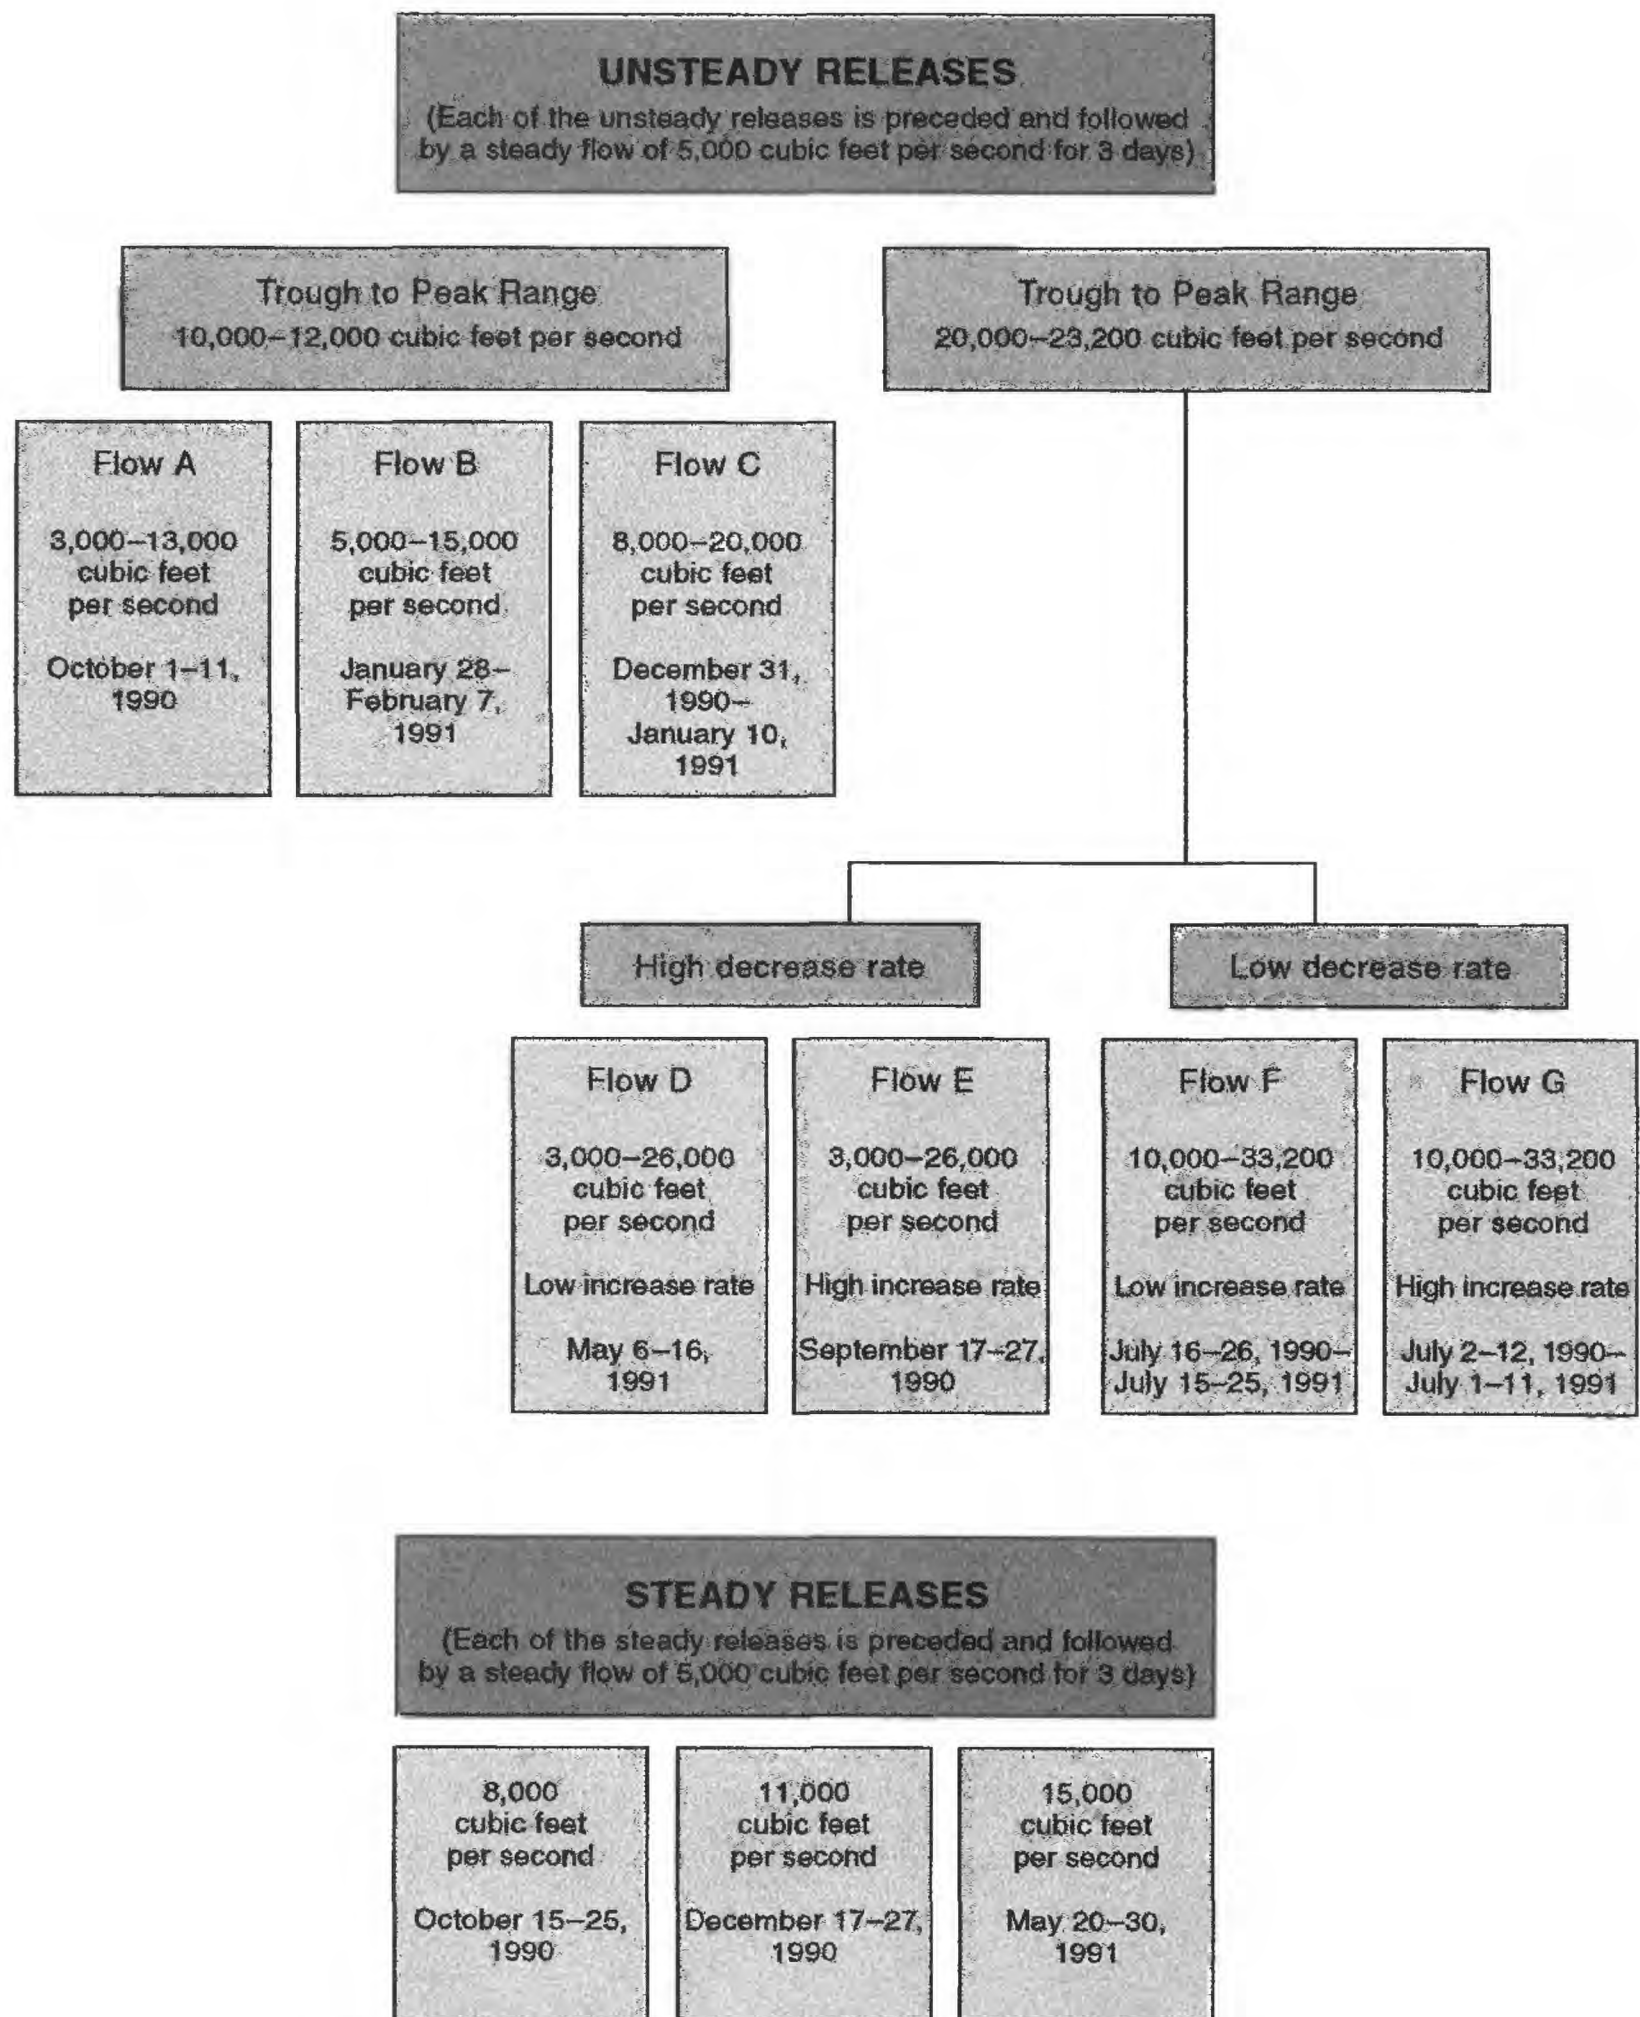 UNSTEADY RELEASES
(Each of the unsteady releases is preceded and followed
by a steady flow of 5,000 cubic feet per second for 3 days)
Trough to Peak Range
10,000–12,000 cubic feet per second
Trough to Peak Range
20,000–23,200 cubic feet per second
Flow A
3,000–13,000
cubic feet
per second
October 1–11,
1990
Flow B
5,000–15,000
cubic feet
per second
January 28–
February 7,
1991
Flow C
8,000–20,000
cubic feet
per second
December 31,
1990–
January 10,
1991
High decrease rate
Low decrease rate
Flow D
3,000–26,000
cubic feet
per second
Low increase rate
May 6–16,
1991
Flow E
3,000–26,000
cubic feet
per second
High increase rate
September 17–27,
1990
Flow F
10,000–33,200
cubic feet
per second
Low increase rate
July 16–26, 1990–
July 15–25, 1991
Flow G
10,000–33,200
cubic feet
per second
High increase rate
July 2–12, 1990–
July 1–11, 1991
STEADY RELEASES
(Each of the steady releases is preceded and followed
by a steady flow of 5,000 cubic feet per second for 3 days)
8,000
cubic feet
per second
October 15–25,
1990
11,000
cubic feet
per second
December 17–27,
1990
15,000
cubic feet
per second
May 20–30,
1991